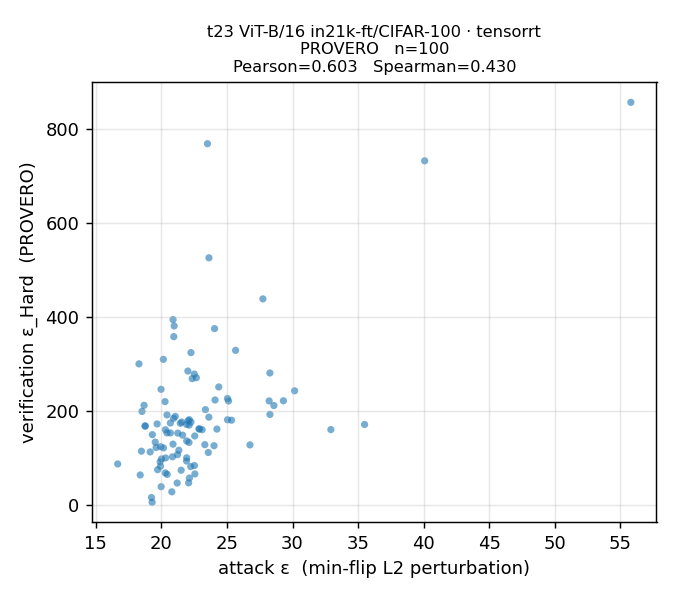 t23 ViT-B/16 in21k-ft/CIFAR-100 · tensorrt
PROVERO   n=100
Pearson=0.603   Spearman=0.430
verification ε_Hard  (PROVERO)
800
600
400
200
0
15 20 25 30 35 40 45 50 55
attack ε  (min-flip L2 perturbation)